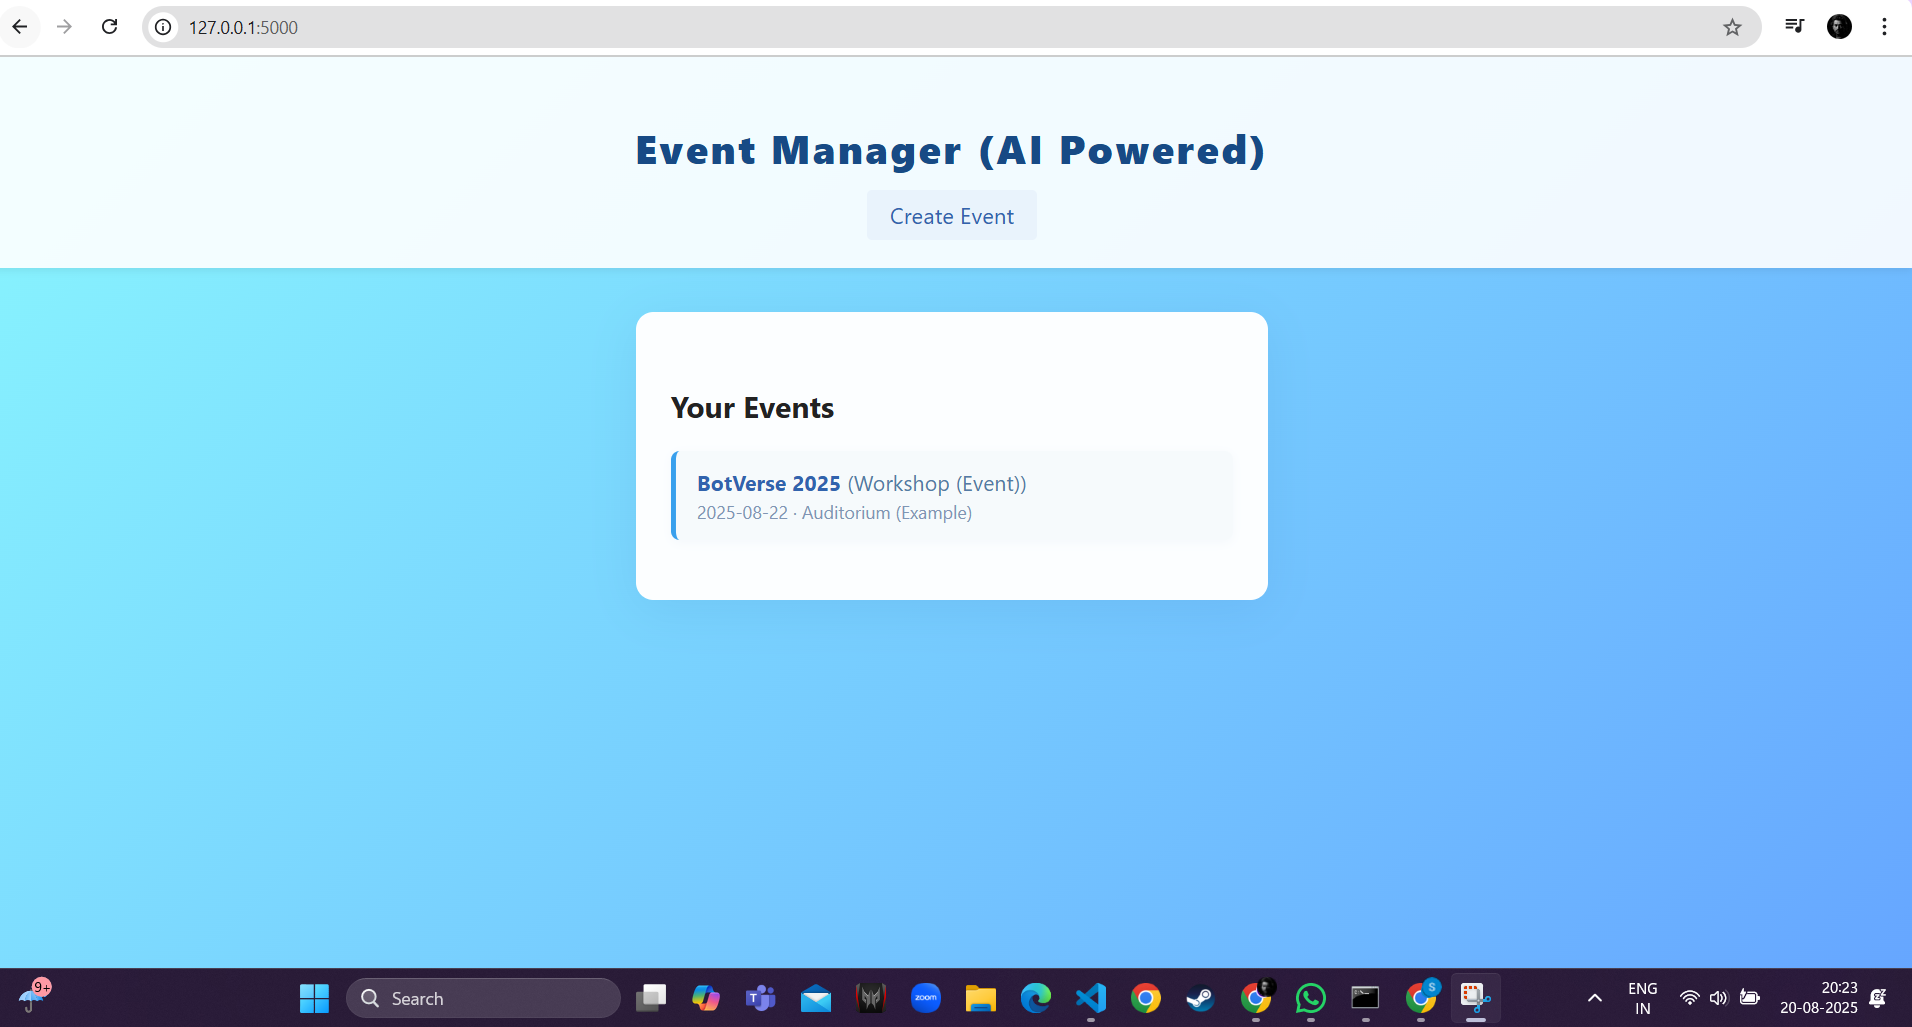 127.0.0.1:5000
Event Manager (AI Powered)
Create Event
Your Events
BotVerse 2025 (Workshop (Event))
2025-08-22 · Auditorium (Example)
9+
Search
T
zoom
S
ENG
IN
20:23
20-08-2025